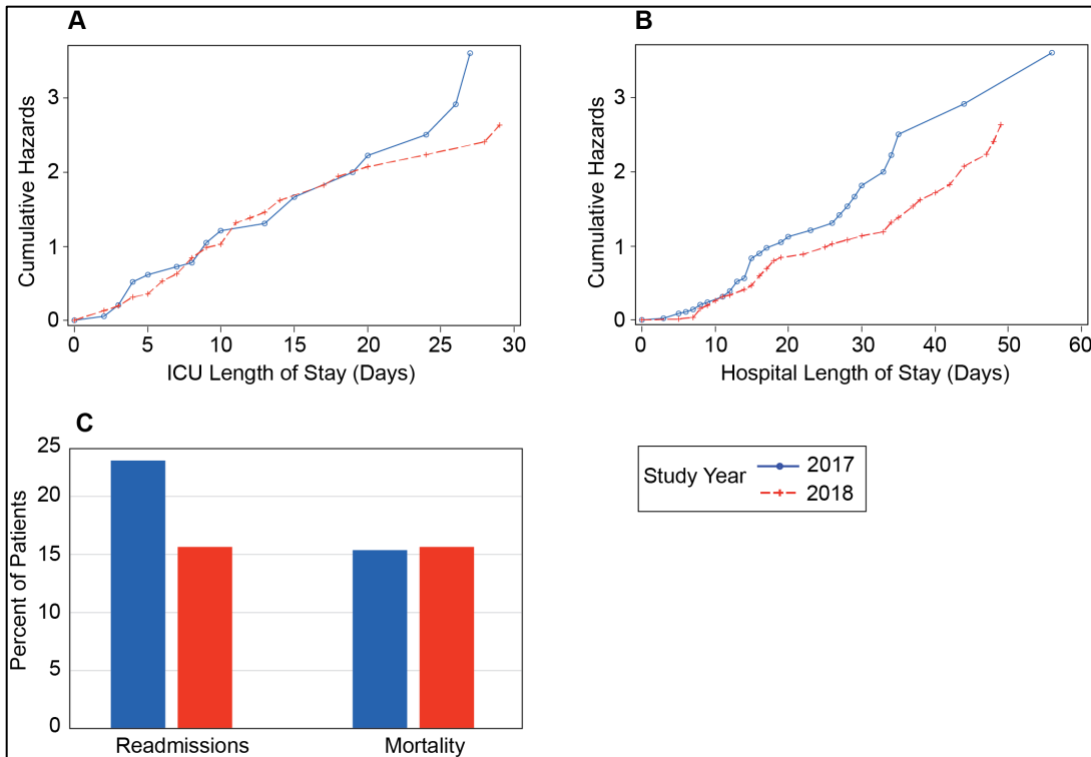 A
Cumulative Hazards
3
2
1
0
0 5 10 15 20 25 30
ICU Length of Stay (Days)
B
Cumulative Hazards
3
2
1
0
0 10 20 30 40 50 60
Hospital Length of Stay (Days)
C
Percent of Patients
25
20
15
10
5
0
Readmissions Mortality
Study Year
2017
2018